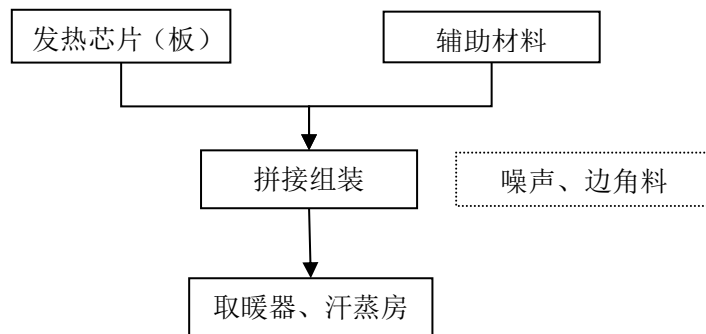 发热芯片（板）
辅助材料
拼接组装
噪声、边角料
取暖器、汗蒸房